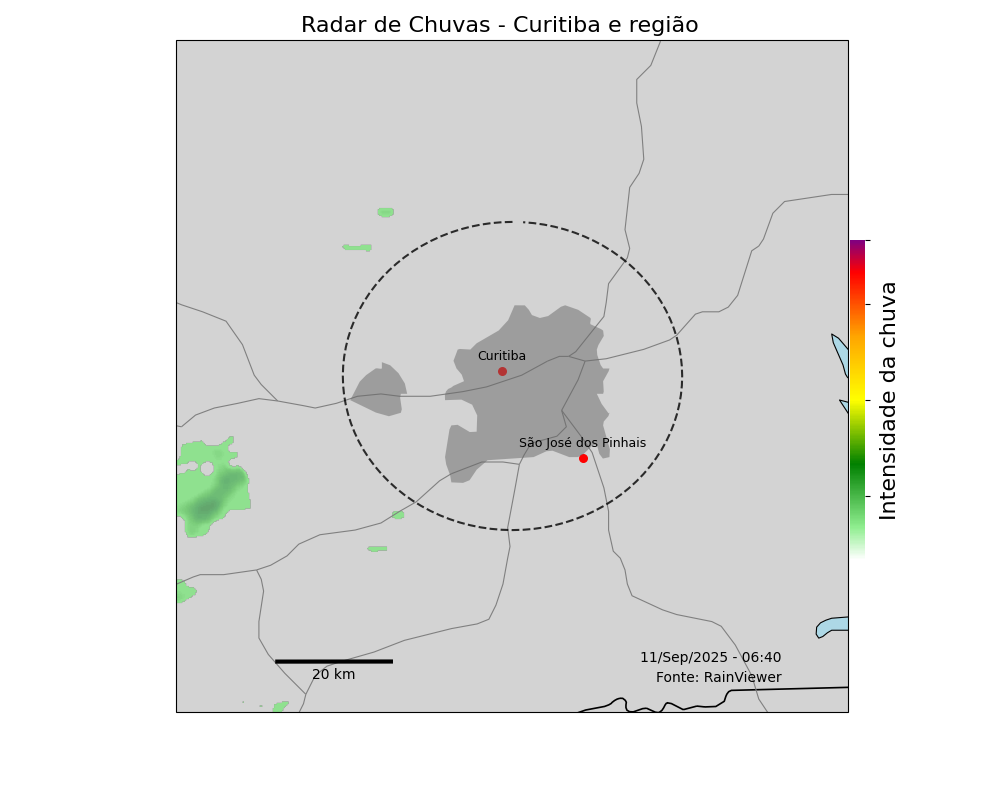 Radar de Chuvas - Curitiba e região
Curitiba
São José dos Pinhais
Intensidade da chuva
20 km
11/Sep/2025 - 06:40
Fonte: RainViewer